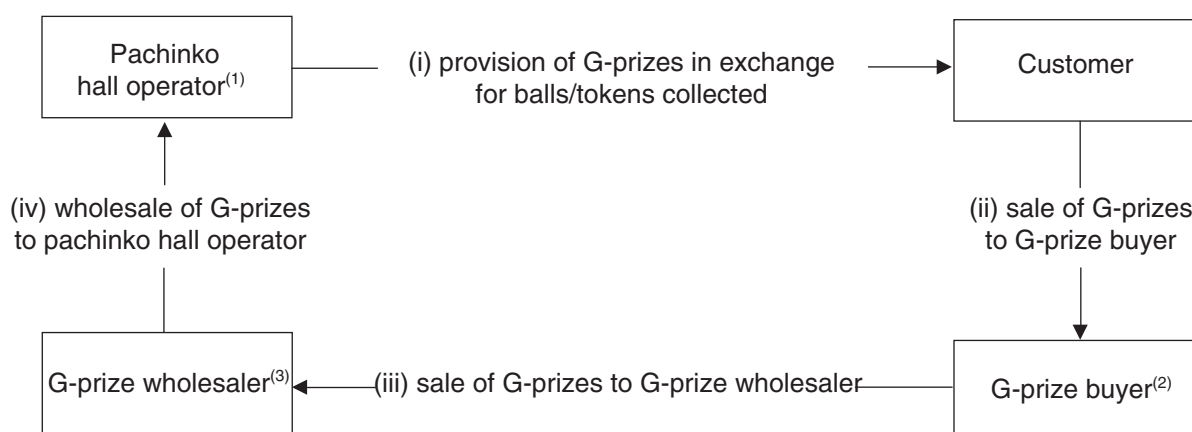 Pachinko
hall operator(1)
(i) provision of G-prizes in exchange
for balls/tokens collected
Customer
(iv) wholesale of G-prizes
to pachinko hall operator
(ii) sale of G-prizes
to G-prize buyer
G-prize wholesaler(3)
(iii) sale of G-prizes to G-prize wholesaler
G-prize buyer(2)